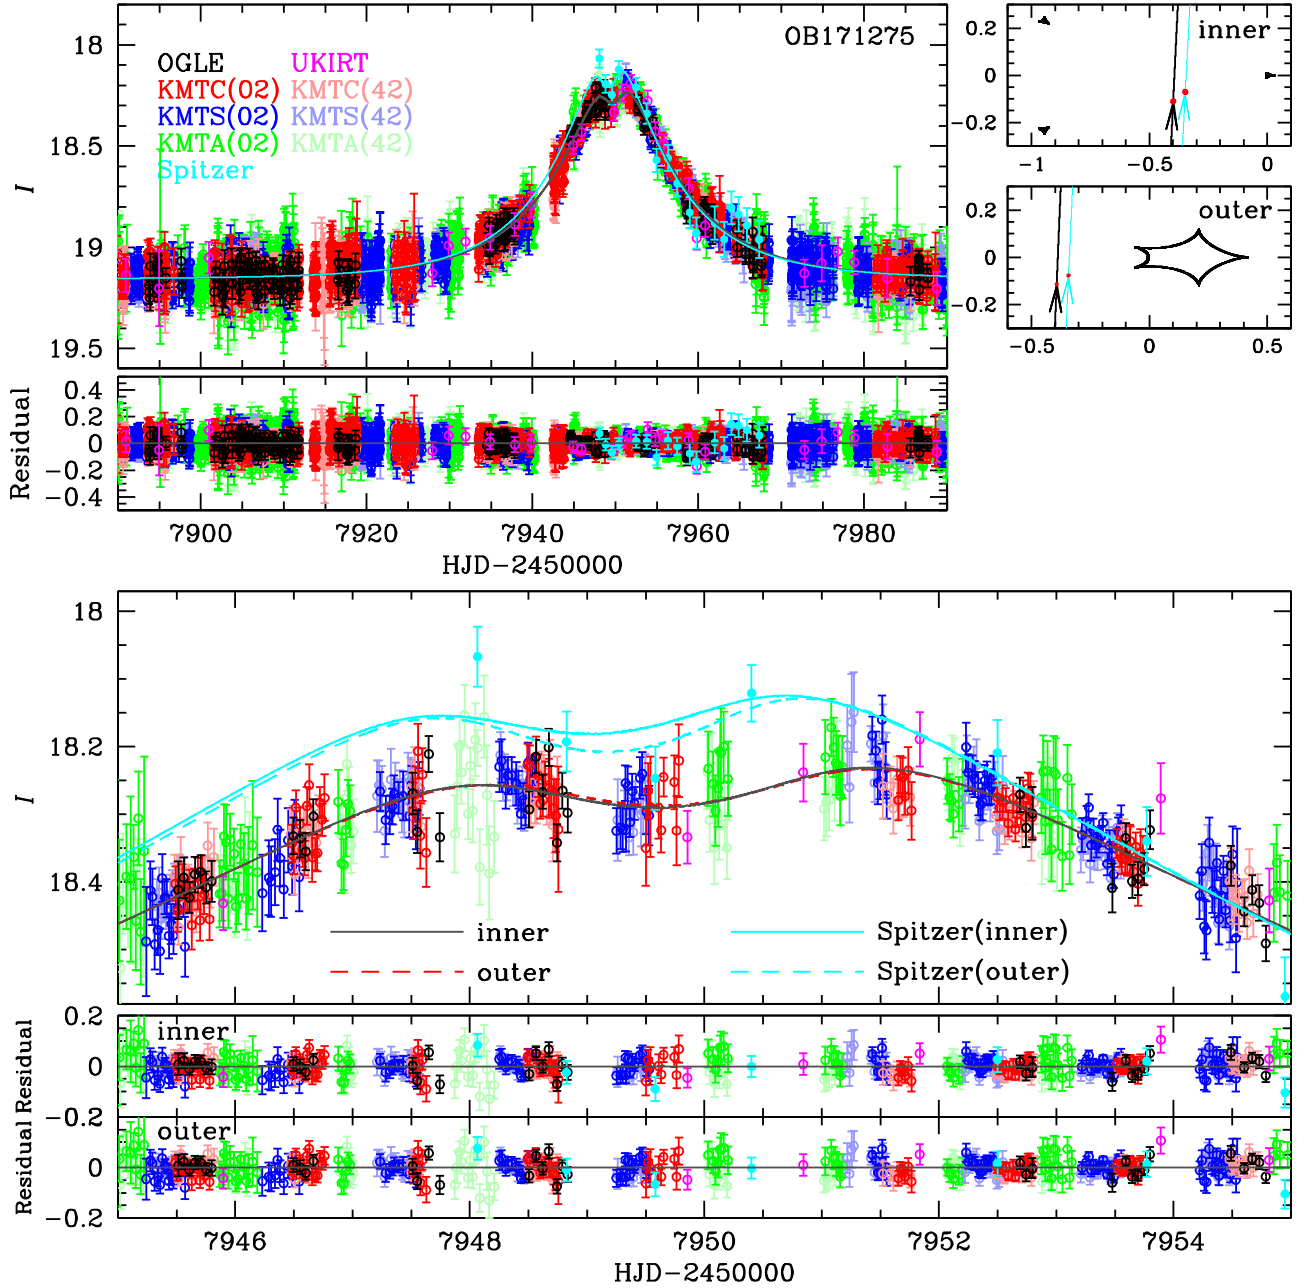 OB171275
OGLE UKIRT
KMTC(02) KMTC(42)
KMTS(02) KMTS(42)
KMTA(02) KMTA(42)
Spitzer
18
18.5
19
19.5
I
0.4
0.2
0
−0.2
−0.4
Residual
7900 7920 7940 7960 7980
HJD−2450000
inner
0.2
0
−0.2
−1 −0.5 0
outer
0.2
0
−0.2
−0.5 0 0.5
18
18.2
18.4
I
inner Spitzer(inner)
outer Spitzer(outer)
0.2
0
−0.2
inner
Residual
0
−0.2
outer
Residual
7946 7948 7950 7952 7954
HJD−2450000